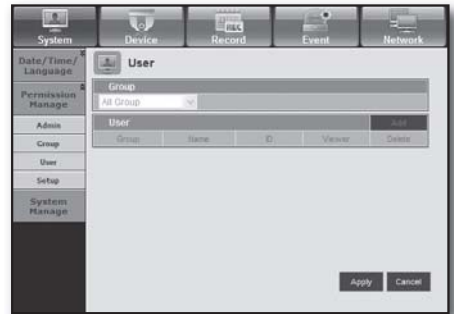 System Device Record Event Network
REC
Date/Time/
Language
Permission
Manage
Admin
Group
User
Setup
System
Manage
User
Group
All Group
User Add
Group Name ID Viewer Delete
Apply Cancel